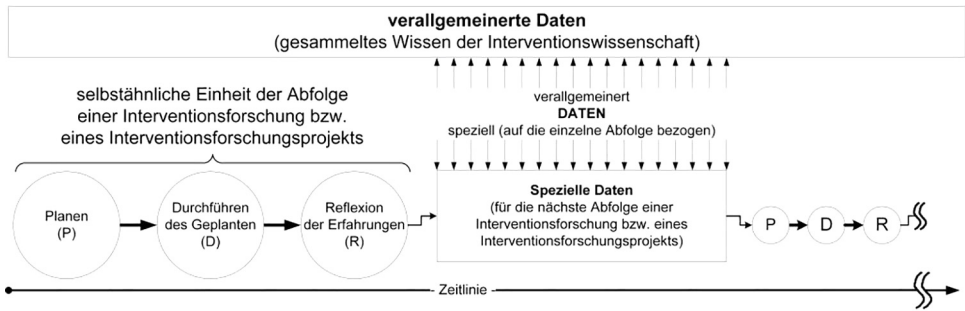 verallgemeinerte Daten
(gesammeltes Wissen der Interventionswissenschaft)
selbstähnliche Einheit der Abfolge
einer Interventionsforschung bzw.
eines Interventionsforschungsprojekts
verallgemeinert
DATEN
speziell (auf die einzelne Abfolge bezogen)
Planen
(P)
Durchführen
des Geplanten
(D)
Reflexion
der Erfahrungen
(R)
Spezielle Daten
(für die nächste Abfolge einer
Interventionsforschung bzw. eines
Interventionsforschungsprojekts)
P
D
R
- Zeitlinie -